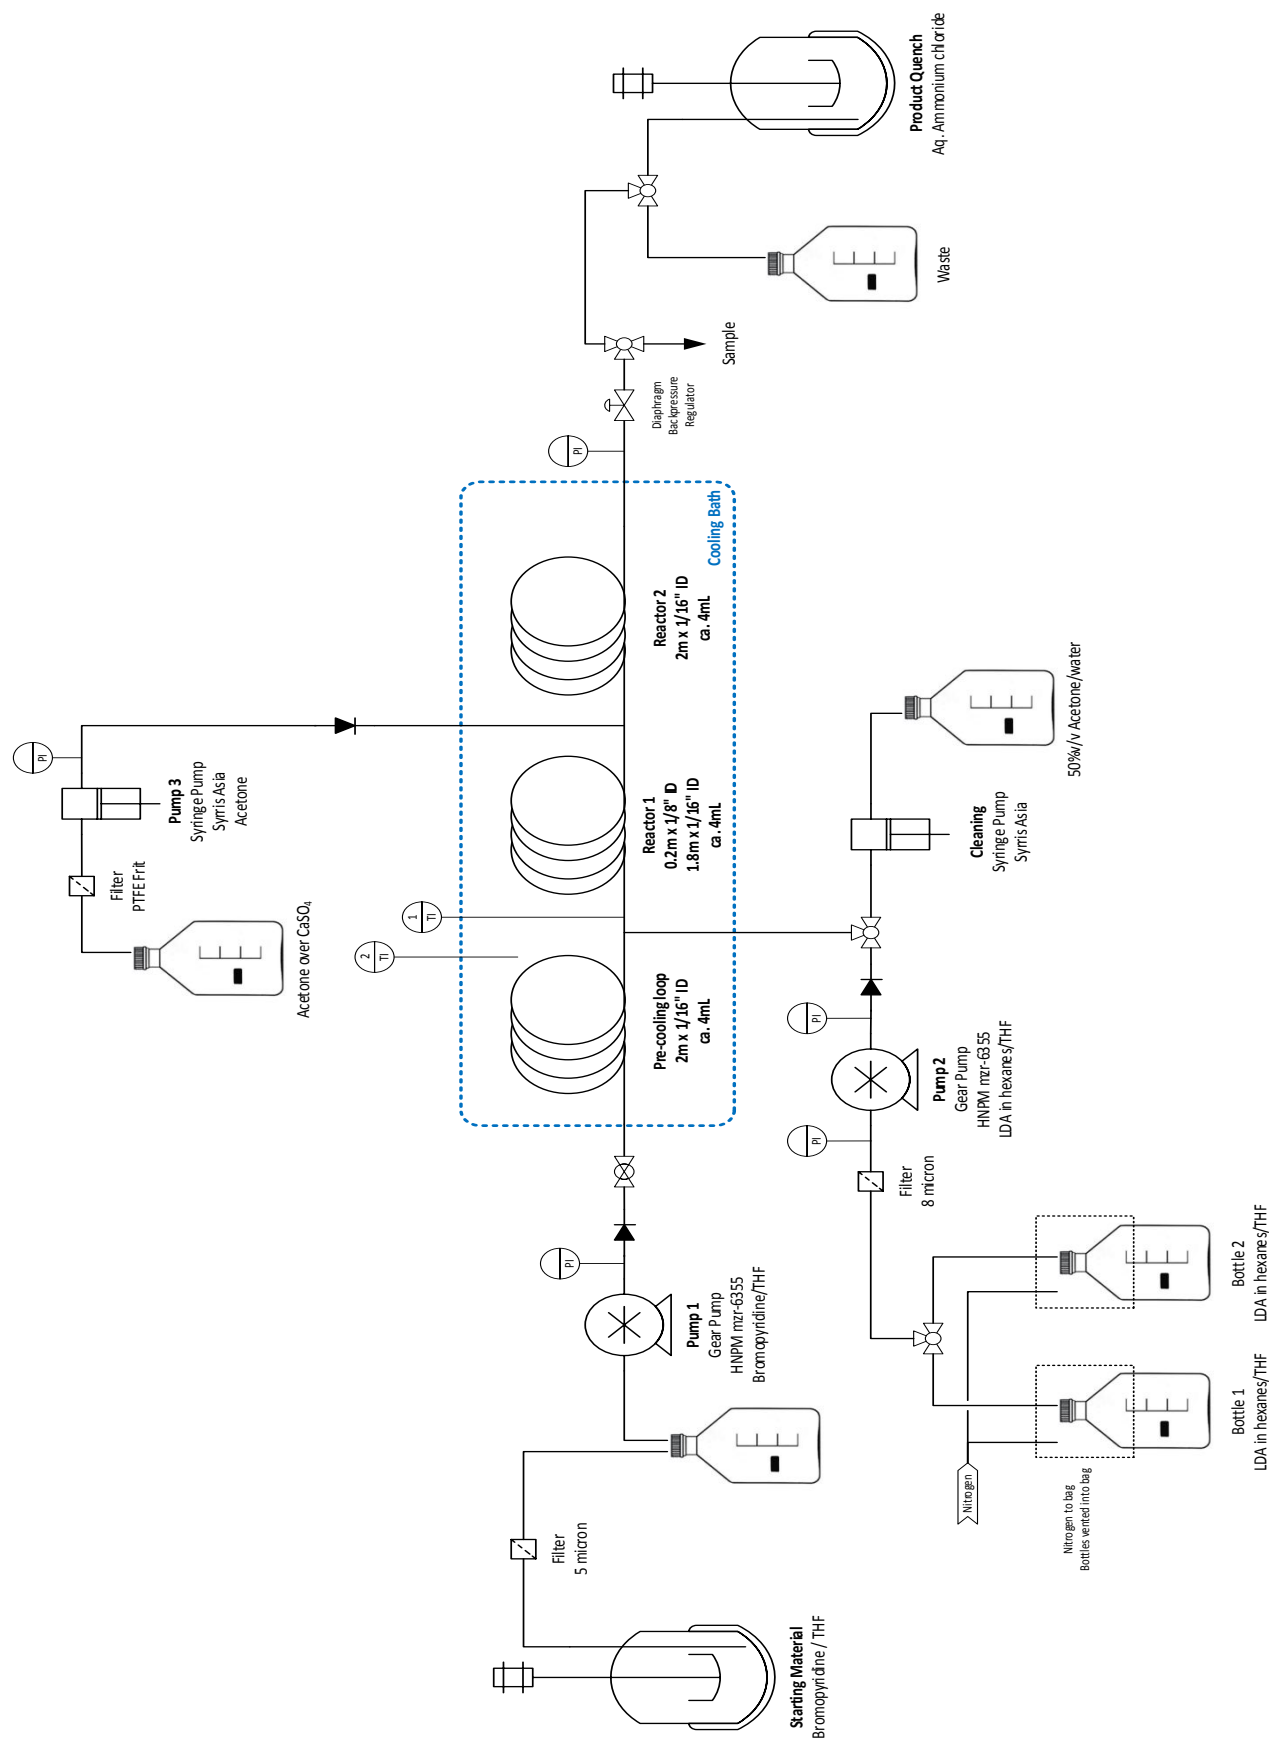 Starting Material
Bromopyridine / THF
Filter
5 micron
Pump 1
Gear Pump
HNPM mzr-6355
Bromopyridine/THF
PI
Nitrogen
Nitrogen to bag
Bottles vented into bag
Bottle 1
LDA in hexanes/THF
Bottle 2
LDA in hexanes/THF
Filter
8 micron
PI
Pump 2
Gear Pump
HNPM mzr-6355
LDA in hexanes/THF
PI
Cleaning
Syringe Pump
Syrris Asia
50%v/v Acetone/water
Acetone over CaSO₄
Filter
PTFE Frit
Pump 3
Syringe Pump
Syrris Asia
Acetone
PI
2
TI
1
TI
Pre-cooling loop
2m x 1/16" ID
ca. 4mL
Reactor 1
0.2m x 1/8" ID
1.8m x 1/16" ID
ca. 4mL
Reactor 2
2m x 1/16" ID
ca. 4mL
Cooling Bath
PI
Diaphragm
Backpressure
Regulator
Sample
Waste
Product Quench
Aq. Ammonium chloride